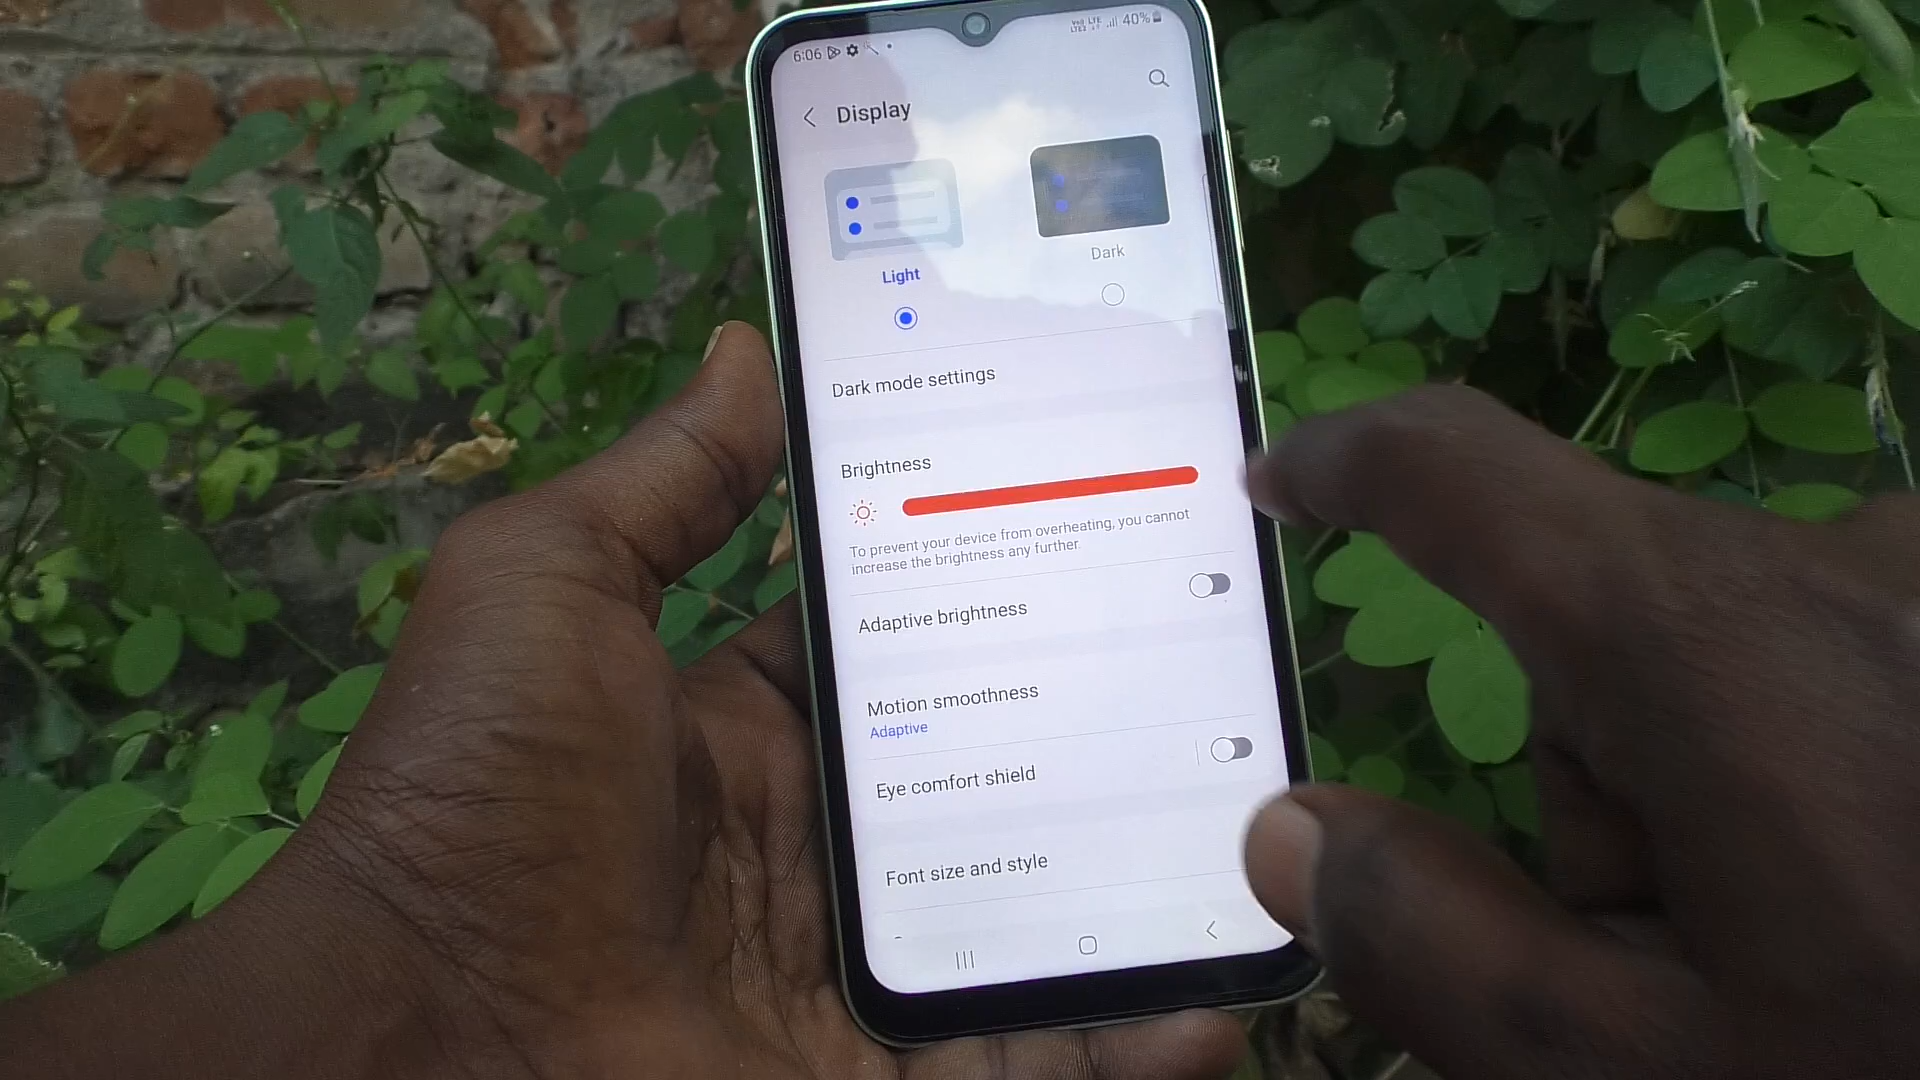 6:06
40%
Display
Light
Dark
Dark mode settings
Brightness
To prevent your device from overheating, you cannot
increase the brightness any further.
Adaptive brightness
Motion smoothness
Adaptive
Eye comfort shield
Font size and style